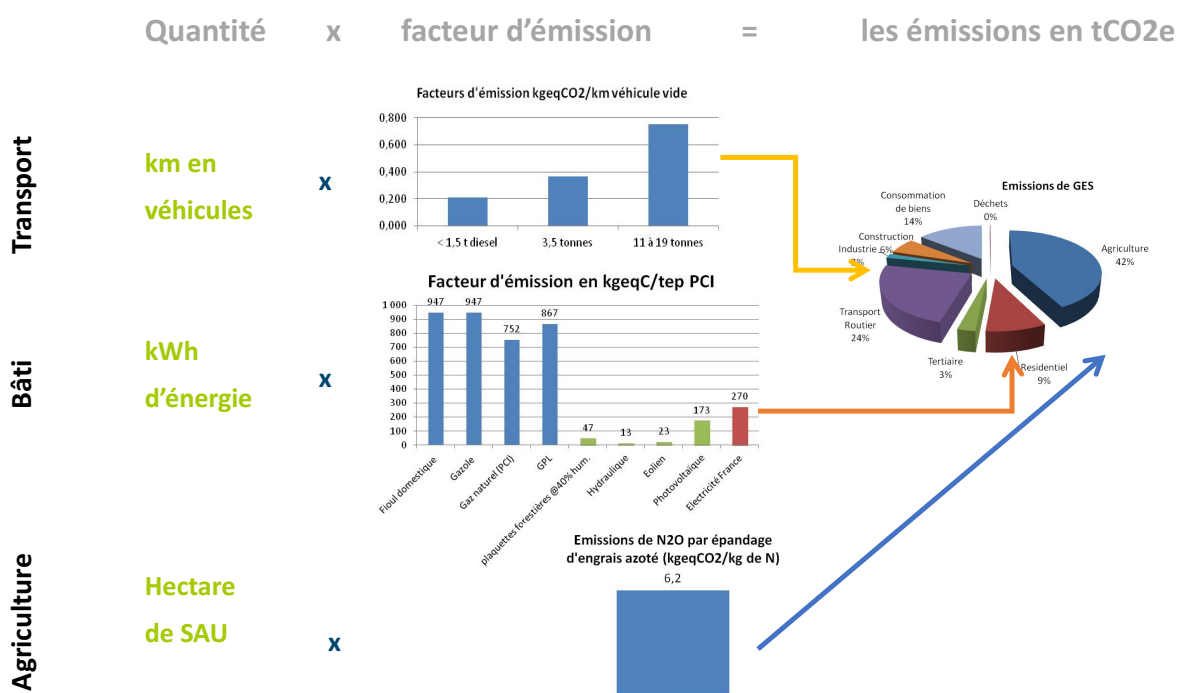 Quantité x facteur d'émission = les émissions en tCO2e
Transport
km en
véhicules
x
Facteurs d'émission kgeqCO2/km véhicule vide
0,800
0,600
0,400
0,200
0,000
< 1,5 t diesel 3,5 tonnes 11 à 19 tonnes
Emissions de GES
Déchets
0%
Consommation
de biens
14%
Construction
6%
Industrie
Agriculture
42%
Transport
Routier
24%
Tertiaire
3%
Residentiel
9%
Bâti
kWh
d'énergie
x
Facteur d'émission en kgeqC/tep PCI
1 000
900
800
700
600
500
400
300
200
100
0
947 947 752 867 47 13 23 173 270
Fioul domestique
Gazole
Gaz naturel (PCI)
GPL
plaquettes forestières @40% hum.
Hydraulique
Eolien
Photovoltaique
Electricité France
Agriculture
Hectare
de SAU
x
Emissions de N2O par épandage
d'engrais azoté (kgeqCO2/kg de N)
6,2